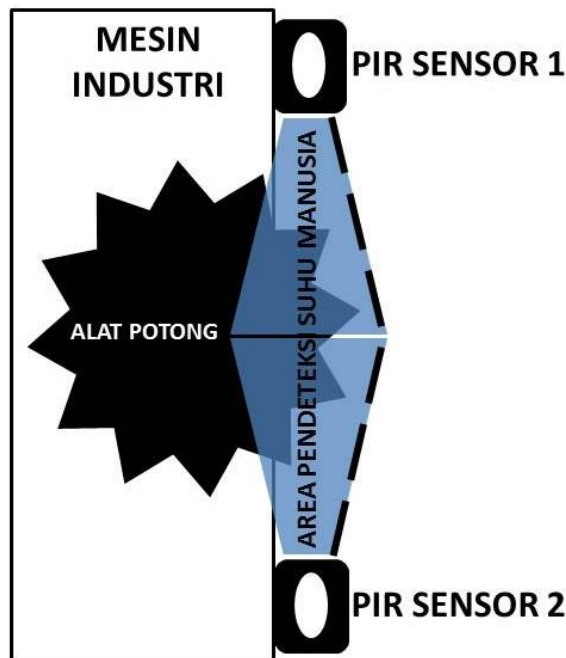 MESIN
INDUSTRI
PIR SENSOR 1
AREA PENDETEKSI SUHU MANUSIA
ALAT POTONG
PIR SENSOR 2